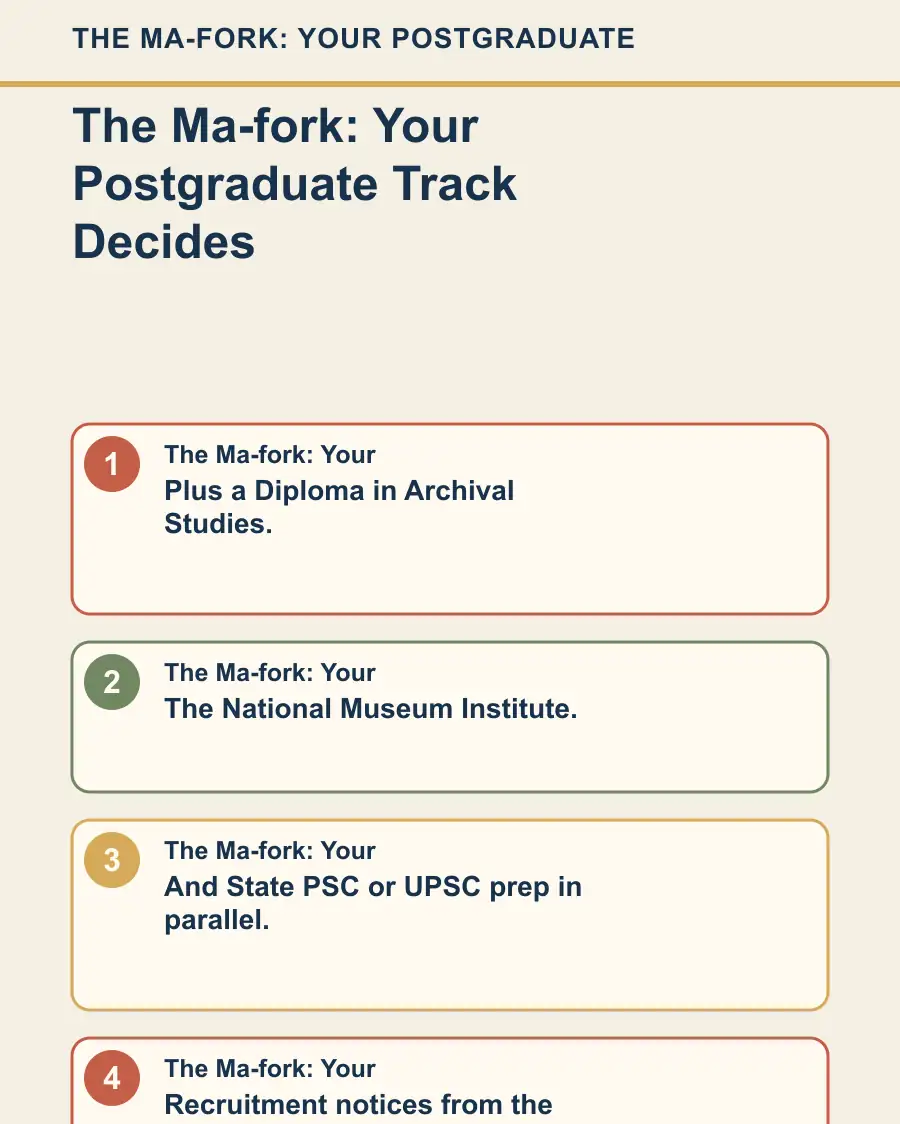 THE MA-FORK: YOUR POSTGRADUATE
The Ma-fork: Your
Postgraduate Track
Decides
1
The Ma-fork: Your
Plus a Diploma in Archival
Studies.
2
The Ma-fork: Your
The National Museum Institute.
3
The Ma-fork: Your
And State PSC or UPSC prep in
parallel.
4
The Ma-fork: Your
Recruitment notices from the